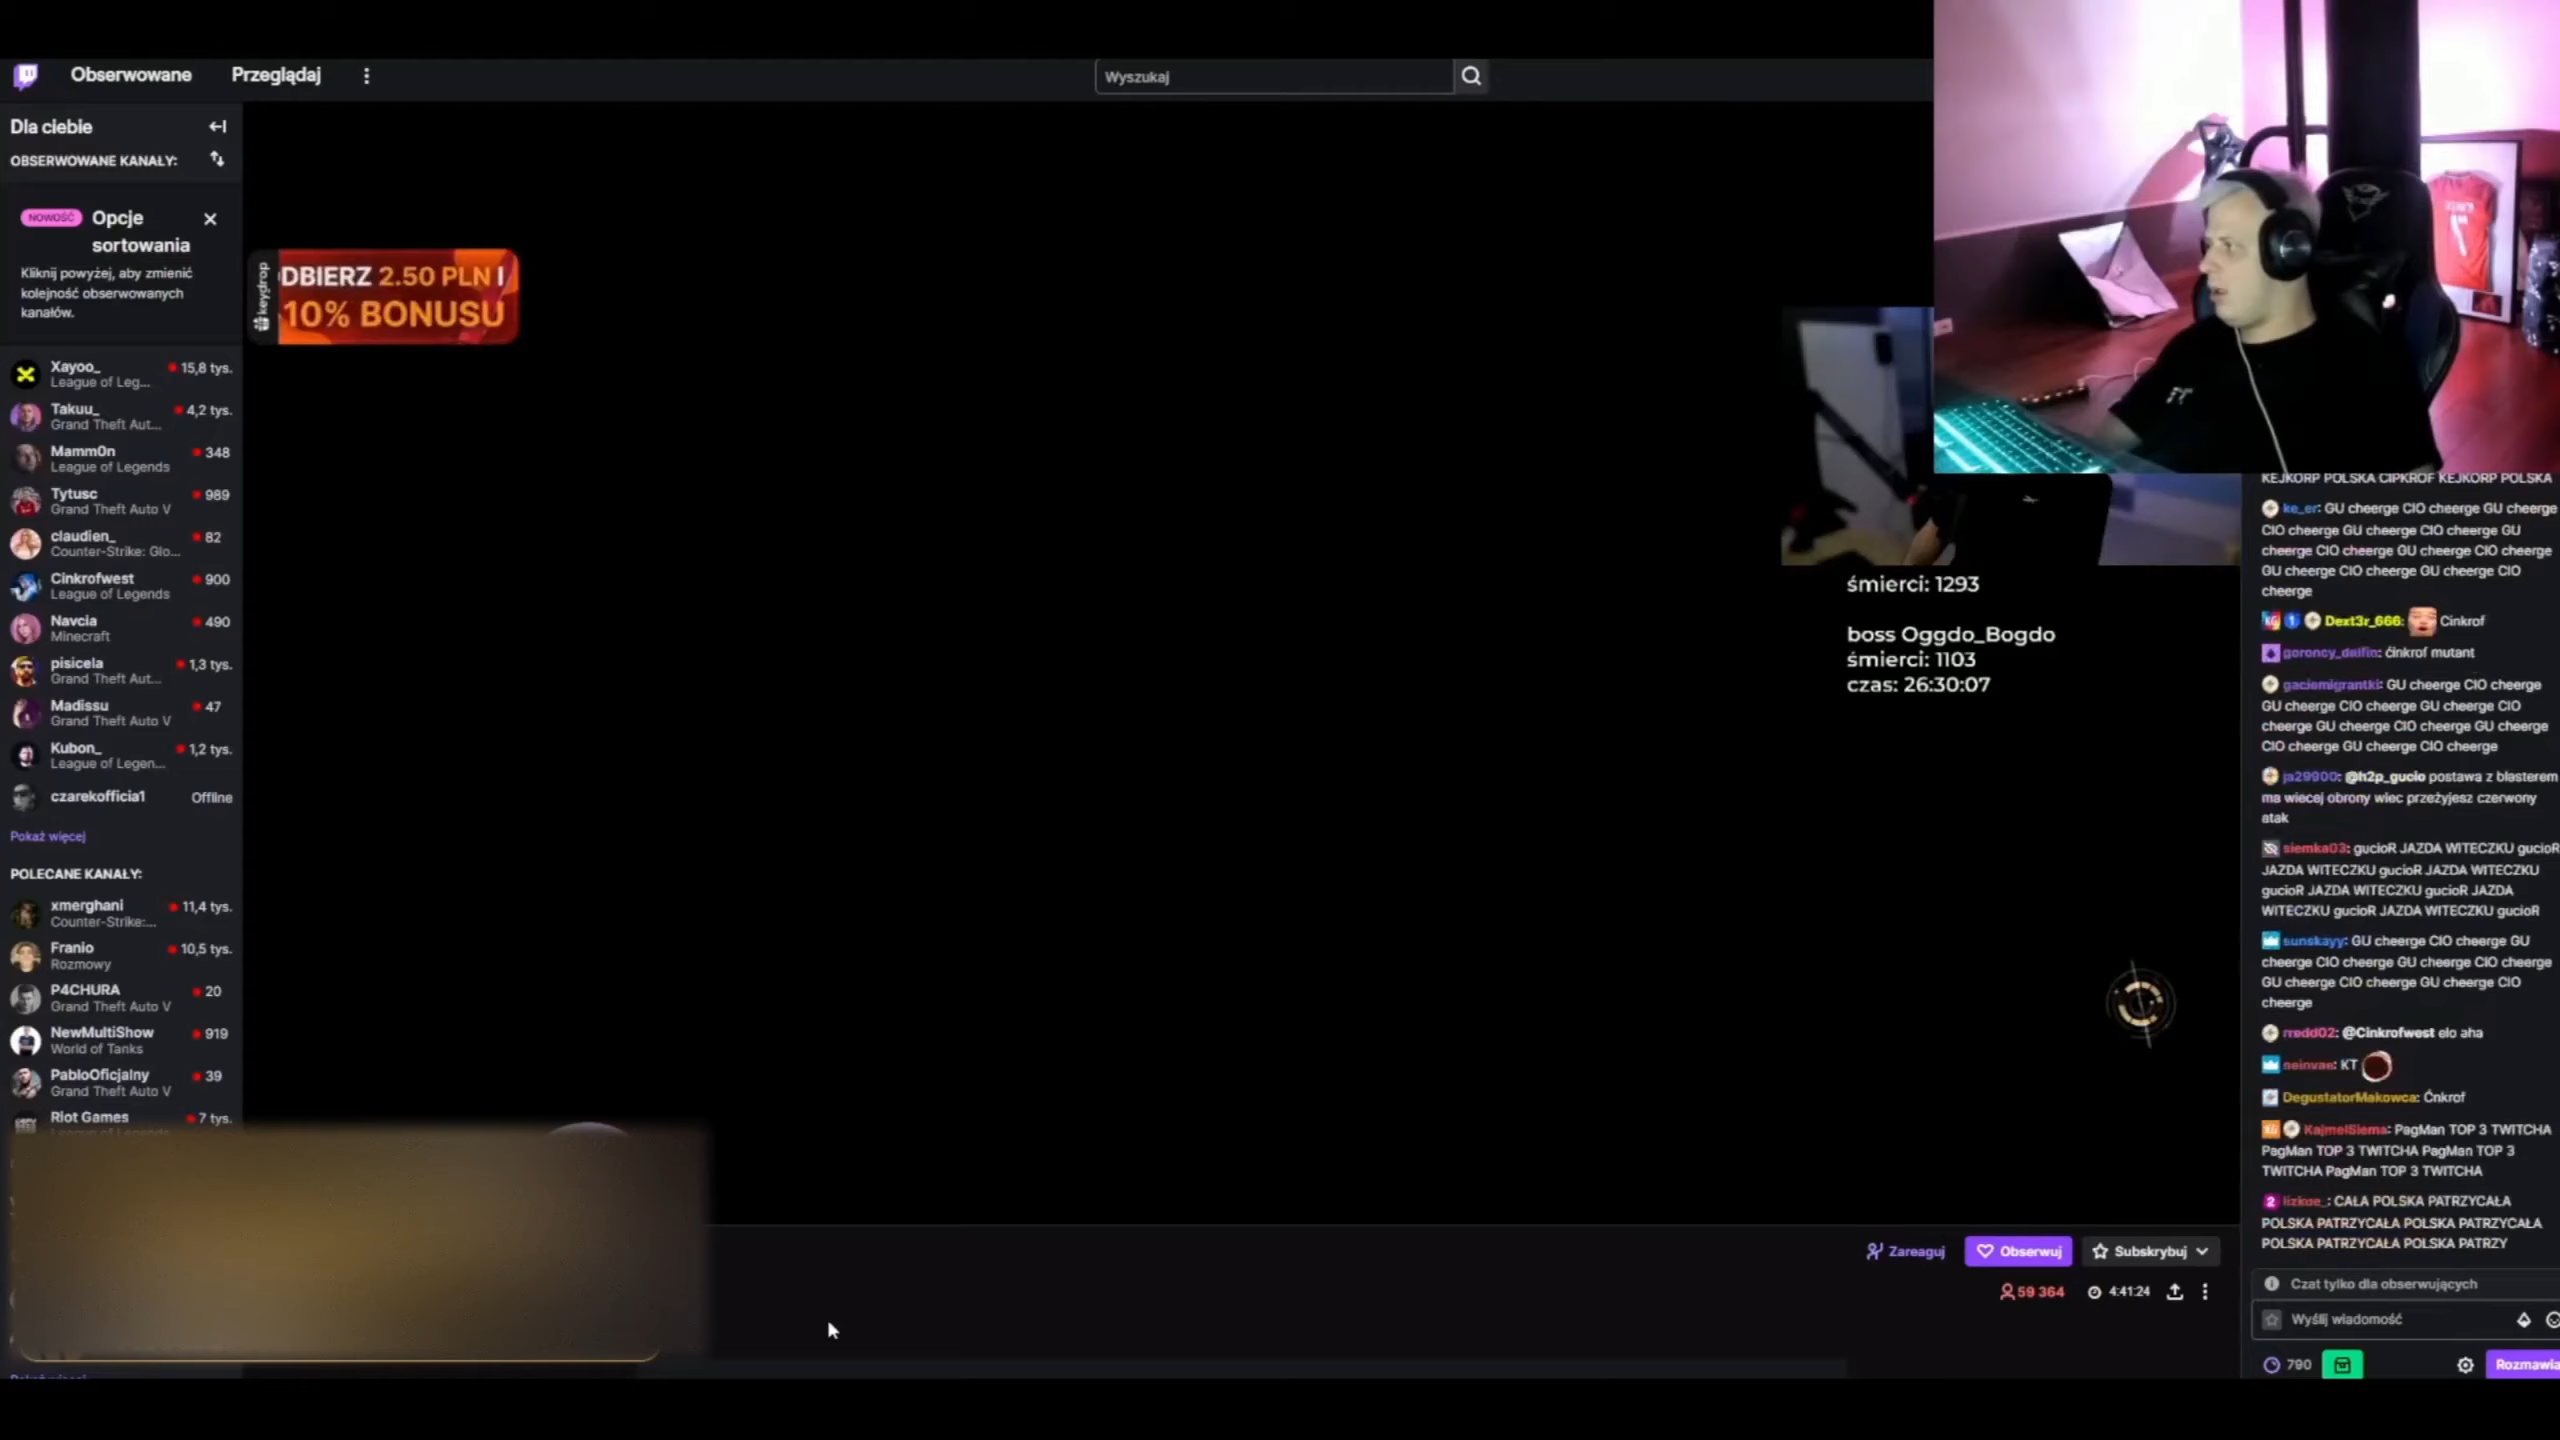 Obserwowane
Przeglądaj
Wyszukaj
Dla ciebie
OBSERWOWANE KANAŁY:
NOWOŚĆ Opcje
sortowania
Kliknij powyżej, aby zmienić
kolejność obserwowanych
kanałów.
Xayoo_ 15,8 tys.
League of Leg...
Takuu_ 4,2 tys.
Grand Theft Aut...
Mamm0n 348
League of Legends
Tytusc 989
Grand Theft Auto V
claudien_ 82
Counter-Strike: Glo...
Cinkrofwest 900
League of Legends
Navcia 490
Minecraft
pisicela 1,3 tys.
Grand Theft Aut...
Madissu 47
Grand Theft Auto V
Kubon_ 1,2 tys.
League of Legen...
czarekofficia1 Offline
Pokaż więcej
POLECANE KANAŁY:
xmerghani 11,4 tys.
Counter-Strike:...
Franio 10,5 tys.
Rozmowy
P4CHURA 20
Grand Theft Auto V
NewMultiShow 919
World of Tanks
PabloOficjalny 39
Grand Theft Auto V
Riot Games 7 tys.
keydrop
DBIERZ 2.50 PLN I
10% BONUSU
śmierci: 1293
boss Oggdo_Bogdo
śmierci: 1103
czas: 26:30:07
Zareaguj
Obserwuj
Subskrybuj
59 364
4:41:24
KEJKORP POLSKA CIPKROF KEJKORP POLSKA
ke_er: GU cheerge CIO cheerge GU cheerge
CIO cheerge GU cheerge CIO cheerge GU
cheerge CIO cheerge GU cheerge CIO cheerge
GU cheerge CIO cheerge GU cheerge CIO
cheerge
Dext3r_666: Cinkrof
ćinkrof mutant
gaciemigrantki: GU cheerge CIO cheerge
GU cheerge CIO cheerge GU cheerge CIO
cheerge GU cheerge CIO cheerge GU cheerge
CIO cheerge GU cheerge CIO cheerge
ja29900: @h2p_gucio postawa z blasterem
ma wiecej obrony wiec przeżyjesz czerwony
atak
siemka03: gucioR JAZDA WITECZKU gucioR
JAZDA WITECZKU gucioR JAZDA WITECZKU
gucioR JAZDA WITECZKU gucioR JAZDA
WITECZKU gucioR JAZDA WITECZKU gucioR
sunskayy: GU cheerge CIO cheerge GU
cheerge CIO cheerge GU cheerge CIO cheerge
GU cheerge CIO cheerge GU cheerge CIO
cheerge
rredd02: @Cinkrofwest elo aha
neinvae: KT
DegustatorMakowca: Ćnkrof
KajmelSiema: PagMan TOP 3 TWITCHA
PagMan TOP 3 TWITCHA PagMan TOP 3
TWITCHA PagMan TOP 3 TWITCHA
2 lizkoe_: CAŁA POLSKA PATRZYCAŁA
POLSKA PATRZYCAŁA POLSKA PATRZYCAŁA
POLSKA PATRZYCAŁA POLSKA PATRZY
Czat tylko dla obserwujących
Wyślij wiadomość
790
Rozmawia